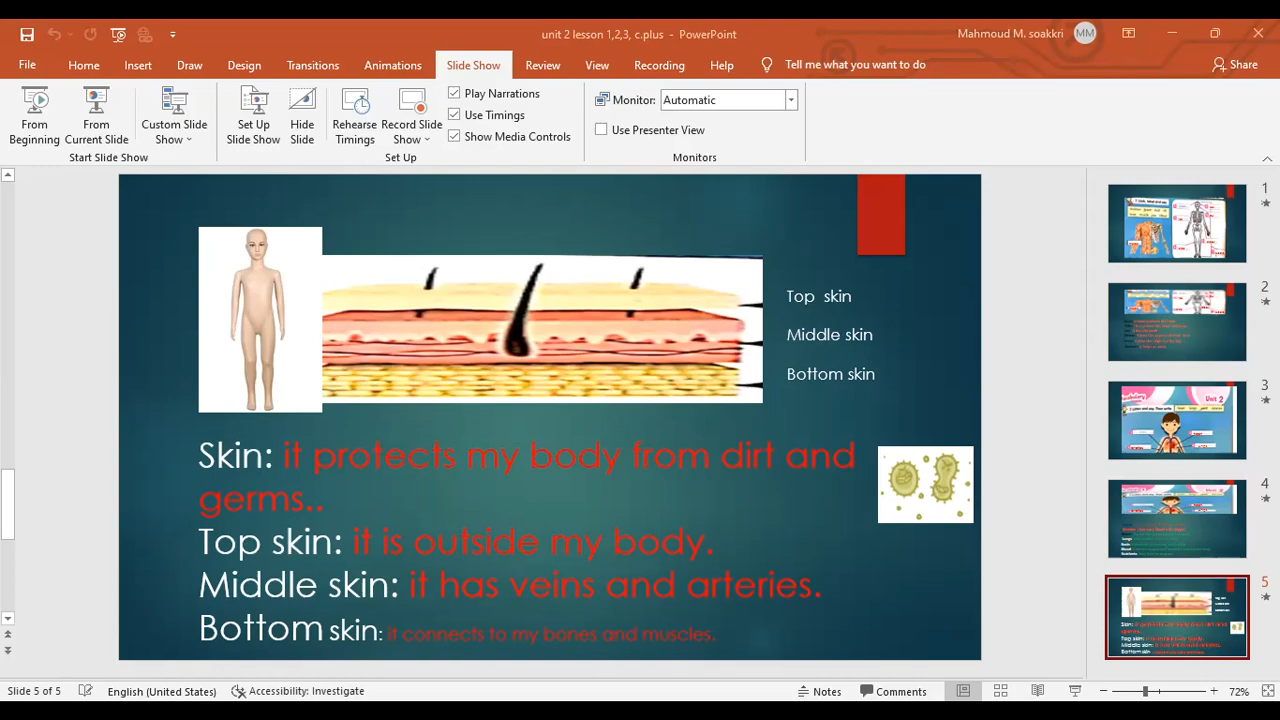 unit 2 lesson 1,2,3, c.plus - PowerPoint
Mahmoud M. soakkri
MM
File Home Insert Draw Design Transitions Animations Slide Show Review View Recording Help Tell me what you want to do Share
From Beginning
From Current Slide
Custom Slide Show
Start Slide Show
Set Up Slide Show
Hide Slide
Rehearse Timings
Record Slide Show
Play Narrations
Use Timings
Show Media Controls
Set Up
Monitor: Automatic
Use Presenter View
Monitors
Top skin
Middle skin
Bottom skin
Skin: it protects my body from dirt and
germs..
Top skin: it is outside my body.
Middle skin: it has veins and arteries.
Bottom skin: it connects to my bones and muscles.
1
2
3
Unit 2
4
5
Slide 5 of 5 English (United States) Accessibility: Investigate Notes Comments 72%